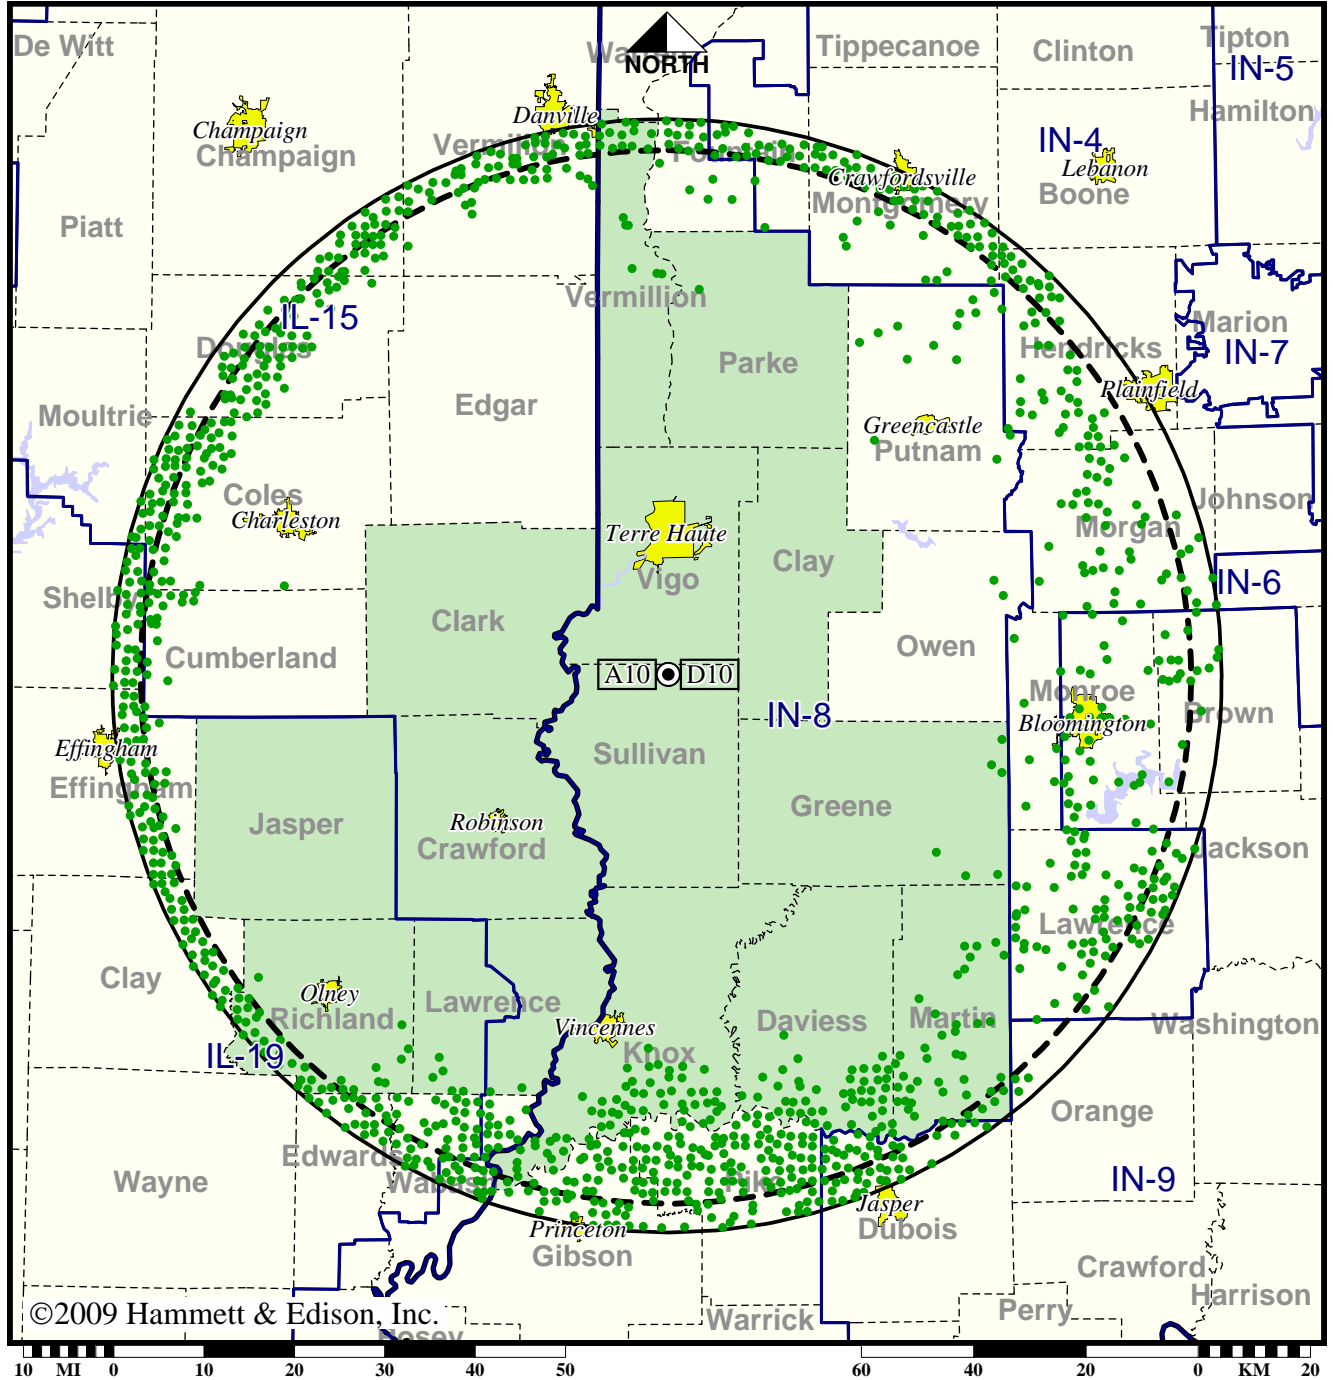 De Witt
Warren
NORTH
Tippecanoe
Clinton
Tipton
IN-5
Hamilton
Champaign
Champaign
Danville
Vermilion
Fountain
IN-4
Lebanon
Boone
Crawfordsville
Montgomery
Piatt
Vermillion
IL-15
Douglas
Parke
Hendricks
Marion
IN-7
Plainfield
Moultrie
Edgar
Greencastle
Putnam
Coles
Charleston
Johnson
Morgan
Terre Haute
Vigo
Clay
Shelby
IN-6
Clark
Cumberland
Owen
A10
D10
Monroe
Bloomington
Brown
IN-8
Effingham
Effingham
Sullivan
Jasper
Robinson
Crawford
Greene
Jackson
Lawrence
Clay
Olney
Richland
Lawrence
Vincennes
Knox
Daviess
Martin
Washington
IL-19
Orange
Edwards
Wabash
Wayne
Pike
IN-9
Jasper
Dubois
Princeton
Gibson
Crawford
Harrison
©2009 Hammett & Edison, Inc.
Posey
Warrick
Perry
10 MI 0 10 20 30 40 50 60 40 20 0 KM 20